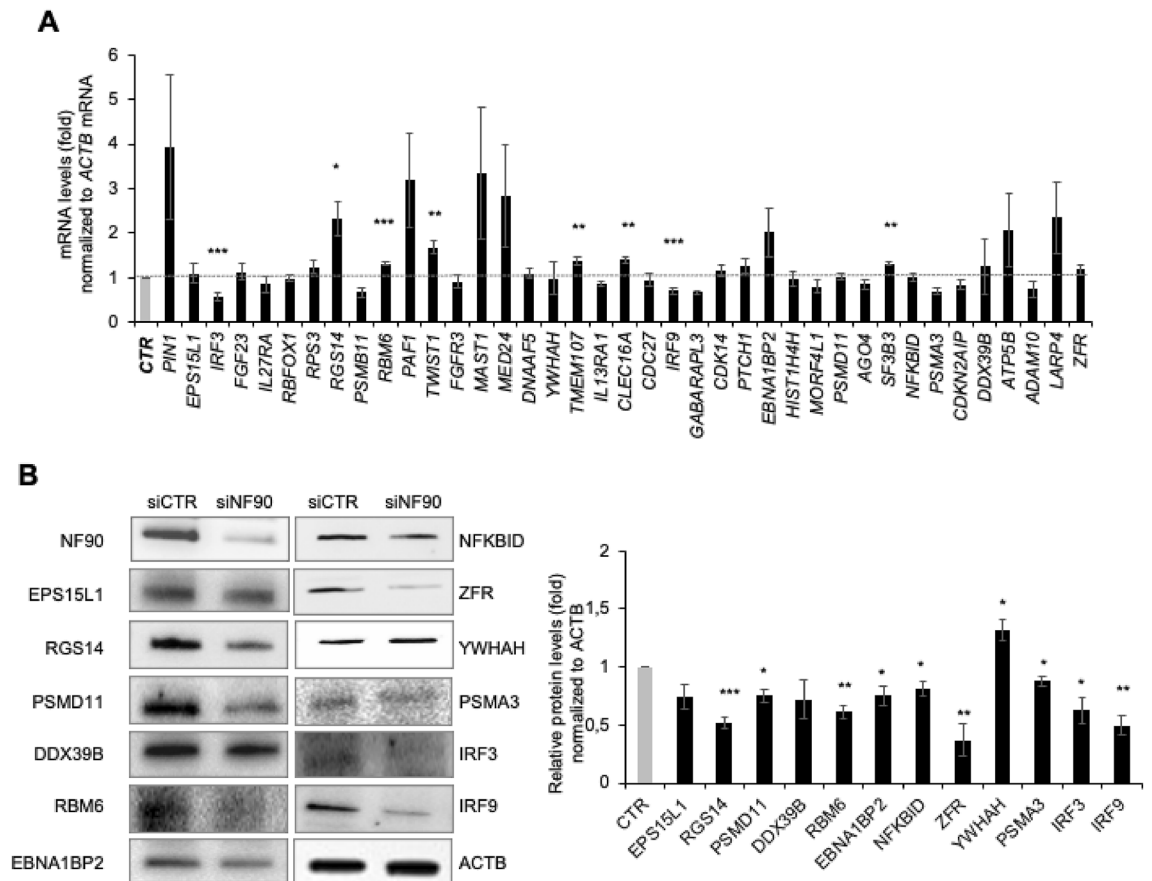 A
mRNA levels (fold)
normalized to ACTB mRNA
6
5
4
3
2
1
0
*
***
***
**
**
**
***
**
CTR
PIN1
EPS15L1
IRF3
FGF23
IL27RA
RBFOX1
RPS3
RGS14
PSMB11
RBM6
PAF1
TWIST1
FGFR3
MAST1
MED24
DNAAF5
YWHAH
TMEM107
IL13RA1
CLEC16A
CDC27
IRF9
GABARAPL3
CDK14
PTCH1
EBNA1BP2
HIST1H4H
MORF4L1
PSMD11
AGO4
SF3B3
NFKBID
PSMA3
CDKN2AIP
DDX39B
ATP5B
ADAM10
LARP4
ZFR
B
siCTR siNF90 siCTR siNF90
NF90 NFKBID
EPS15L1 ZFR
RGS14 YWHAH
PSMD11 PSMA3
DDX39B IRF3
RBM6 IRF9
EBNA1BP2 ACTB
Relative protein levels (fold)
normalized to ACTB
2
1,5
1
0,5
0
***
*
**
*
*
**
*
*
*
**
CTR
EPS15L1
RGS14
PSMD11
DDX39B
RBM6
EBNA1BP2
NFKBID
ZFR
YWHAH
PSMA3
IRF3
IRF9